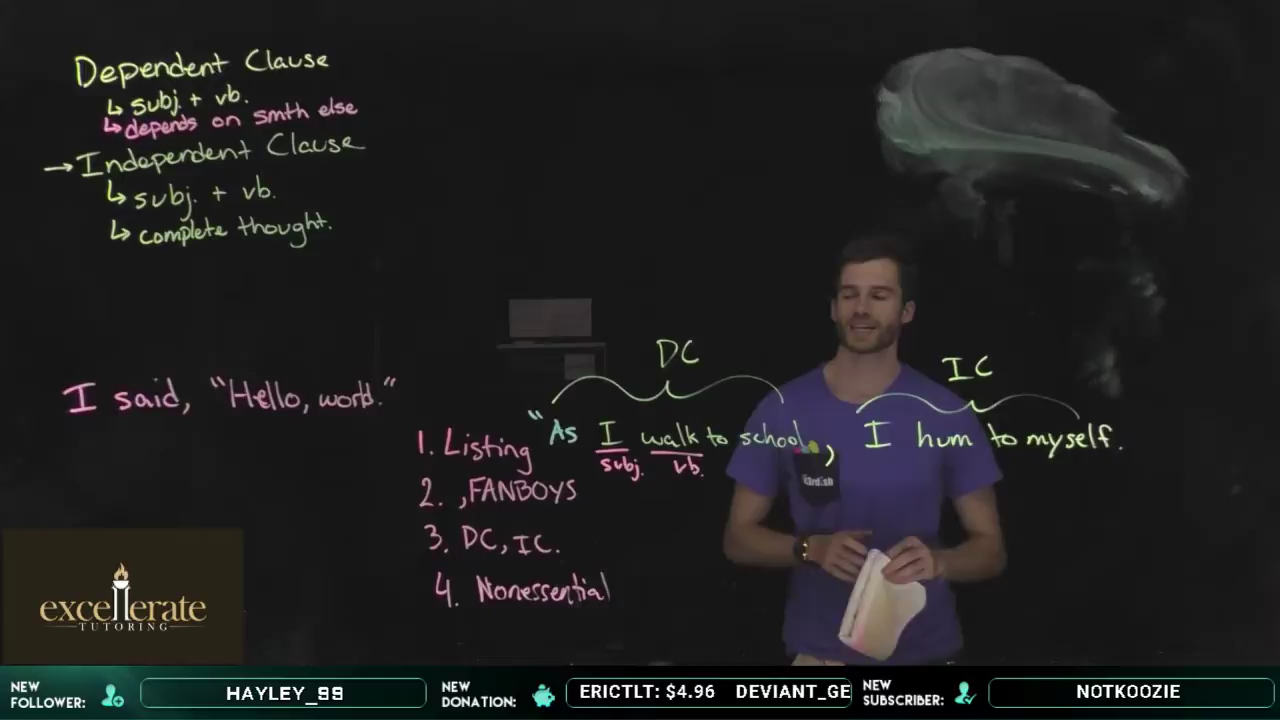 Dependent Clause
↳ subj. + vb.
↳ depends on smth else
→ Independent Clause
↳ subj. + vb.
↳ complete thought.
I said, "Hello, world."
DC
IC
"As I walk to school, I hum to myself.
subj. vb.
1. Listing
2. , FANBOYS
3. DC, IC.
4. Nonessential
excellerate
TUTORING
NEW FOLLOWER: HAYLEY_99
NEW DONATION: ERICTLT: $4.96 DEVIANT_GE
NEW SUBSCRIBER: NOTKOOZIE